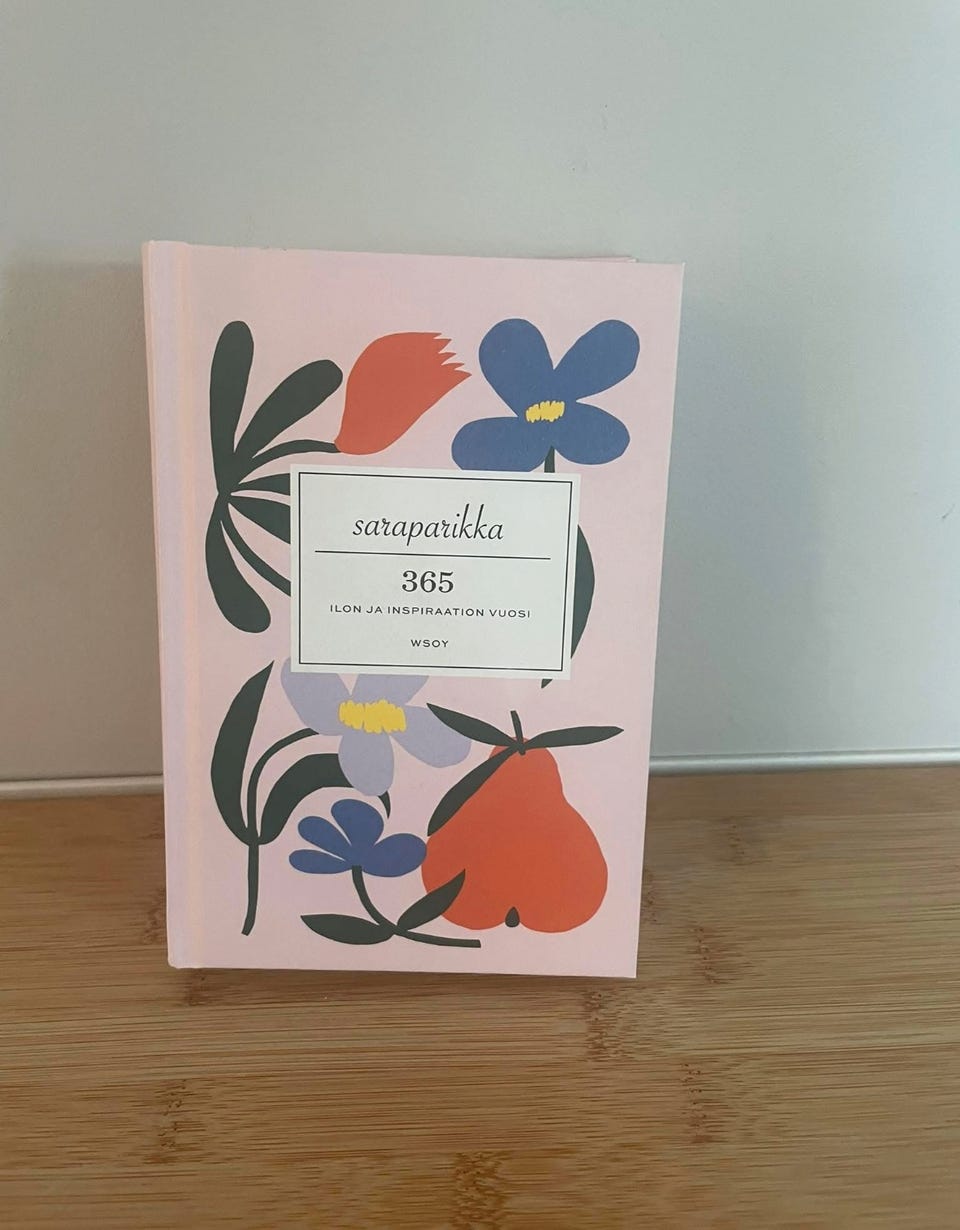 saraparikka
365
ILON JA INSPIRAATION VUOSI
WSOY